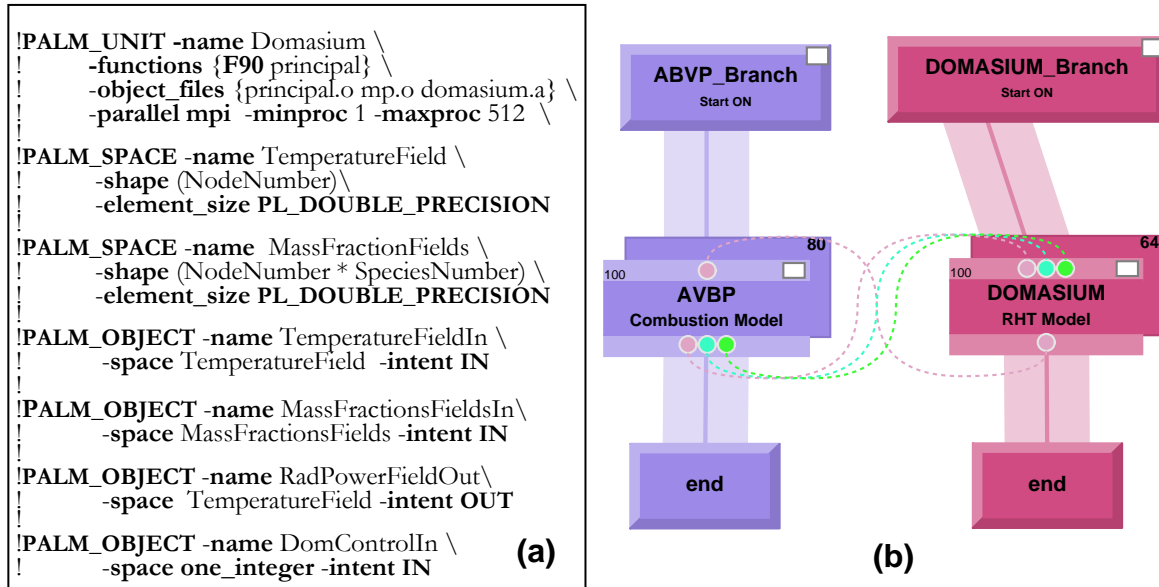 !PALM_UNIT -name Domasium \
! -functions {F90 principal} \
! -object_files {principal.o mp.o domasium.a} \
! -parallel mpi -minproc 1 -maxproc 512 \
!
!PALM_SPACE -name TemperatureField \
! -shape (NodeNumber)\
! -element_size PL_DOUBLE_PRECISION
!
!PALM_SPACE -name MassFractionFields \
! -shape (NodeNumber * SpeciesNumber) \
! -element_size PL_DOUBLE_PRECISION
!
!PALM_OBJECT -name TemperatureFieldIn \
! -space TemperatureField -intent IN
!
!PALM_OBJECT -name MassFractionsFieldsIn\
! -space MassFractionsFields -intent IN
!
!PALM_OBJECT -name RadPowerFieldOut\
! -space TemperatureField -intent OUT
!
!PALM_OBJECT -name DomControlIn \
! -space one_integer -intent IN
(a)
ABVP_Branch
Start ON
80
100
AVBP
Combustion Model
end
DOMASIUM_Branch
Start ON
64
100
DOMASIUM
RHT Model
end
(b)